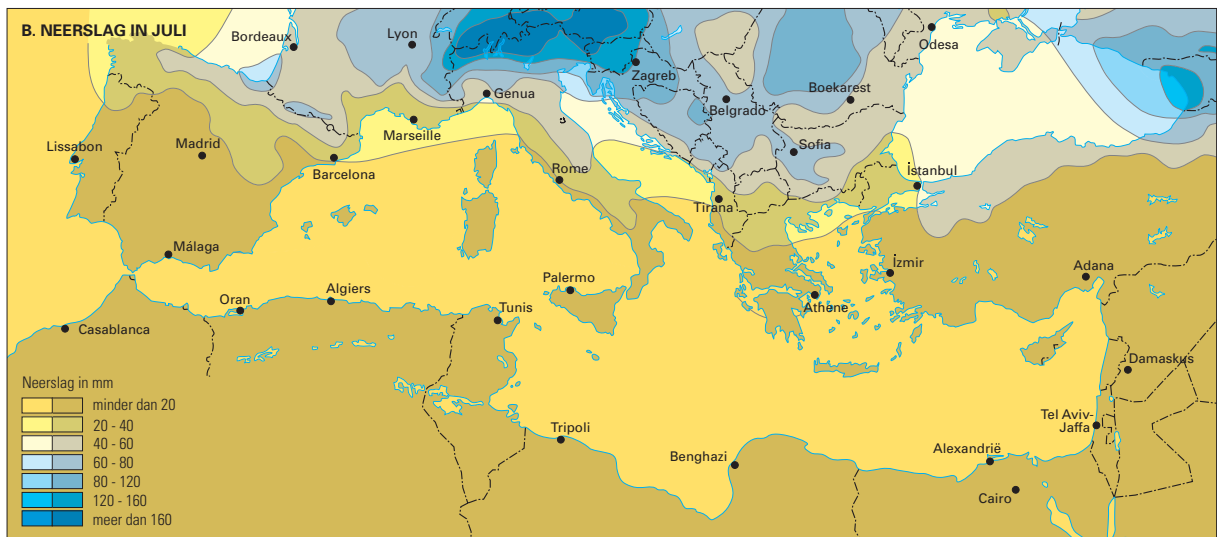 B. NEERSLAG IN JULI
Bordeaux
Lyon
Odesa
Zagreb
Genua
Belgrado
Boekarest
Marseille
Lissabon
Madrid
Sofia
Barcelona
Rome
İstanbul
Tirana
Málaga
Palermo
İzmir
Adana
Oran
Algiers
Tunis
Athene
Casablanca
Damaskus
Neerslag in mm
minder dan 20
20 - 40
40 - 60
60 - 80
80 - 120
120 - 160
meer dan 160
Tripoli
Benghazi
Tel Aviv-
Jaffa
Alexandrië
Cairo